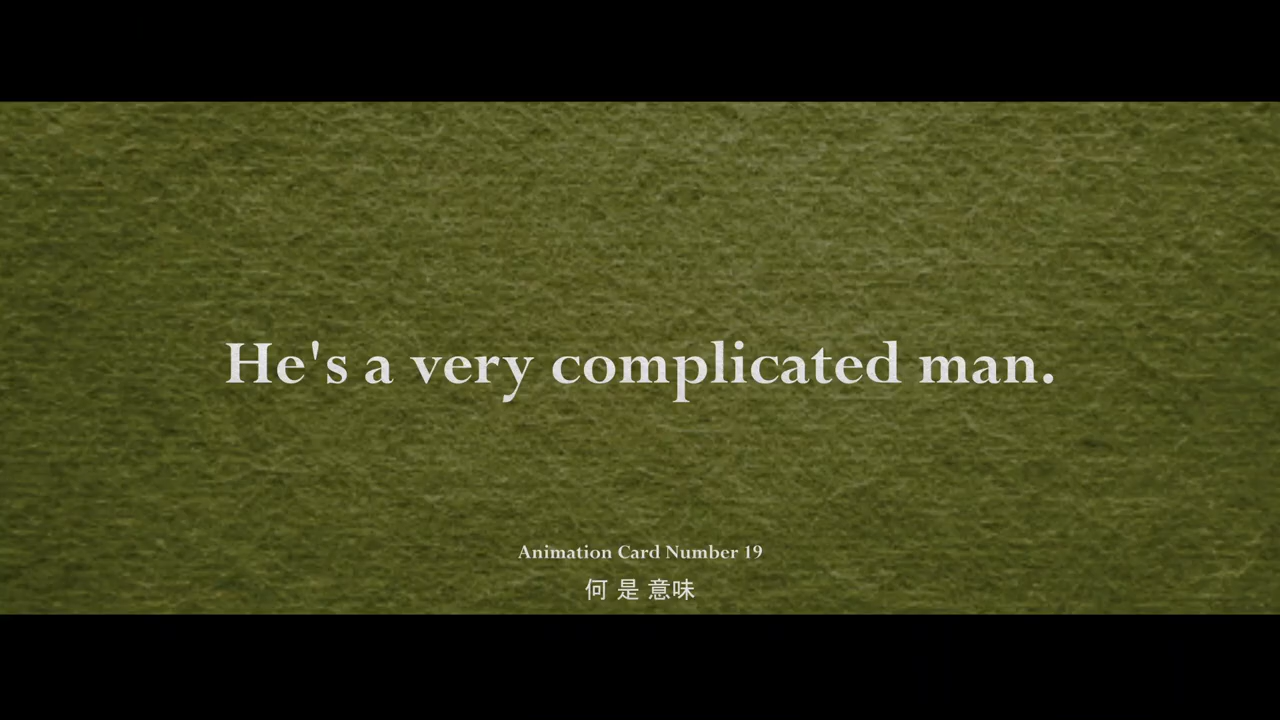 He's a very complicated man.
Animation Card Number 19
何 是 意味